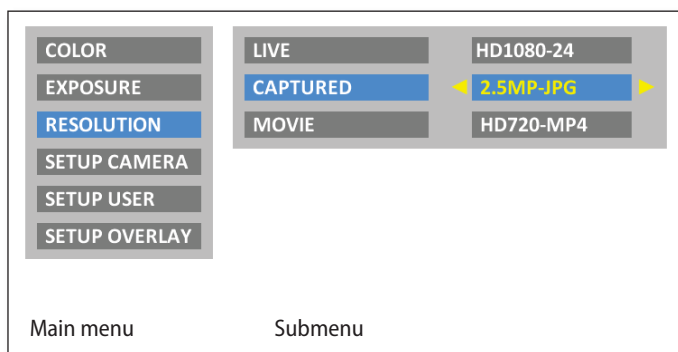 COLOR
EXPOSURE
RESOLUTION
SETUP CAMERA
SETUP USER
SETUP OVERLAY
LIVE HD1080-24
CAPTURED 2.5MP-JPG
MOVIE HD720-MP4
Main menu
Submenu